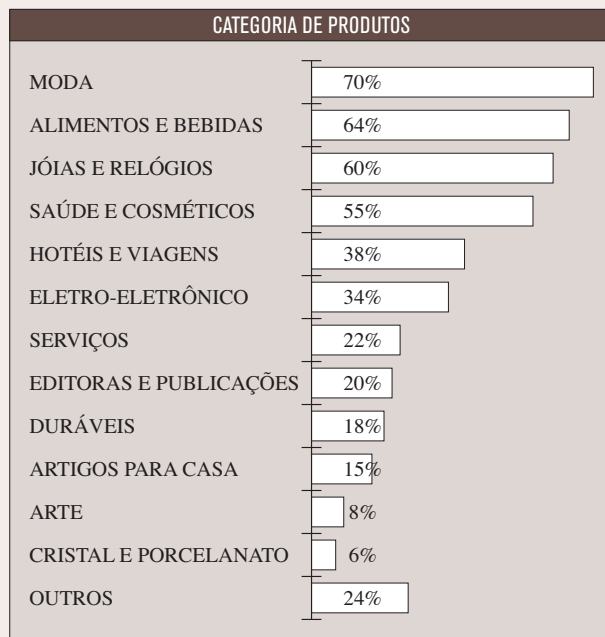 CATEGORIA DE PRODUTOS
MODA 70%
ALIMENTOS E BEBIDAS 64%
JÓIAS E RELÓGIOS 60%
SAÚDE E COSMÉTICOS 55%
HOTÉIS E VIAGENS 38%
ELETRO-ELETRÔNICO 34%
SERVIÇOS 22%
EDITORAS E PUBLICAÇÕES 20%
DURÁVEIS 18%
ARTIGOS PARA CASA 15%
ARTE 8%
CRISTAL E PORCELANATO 6%
OUTROS 24%